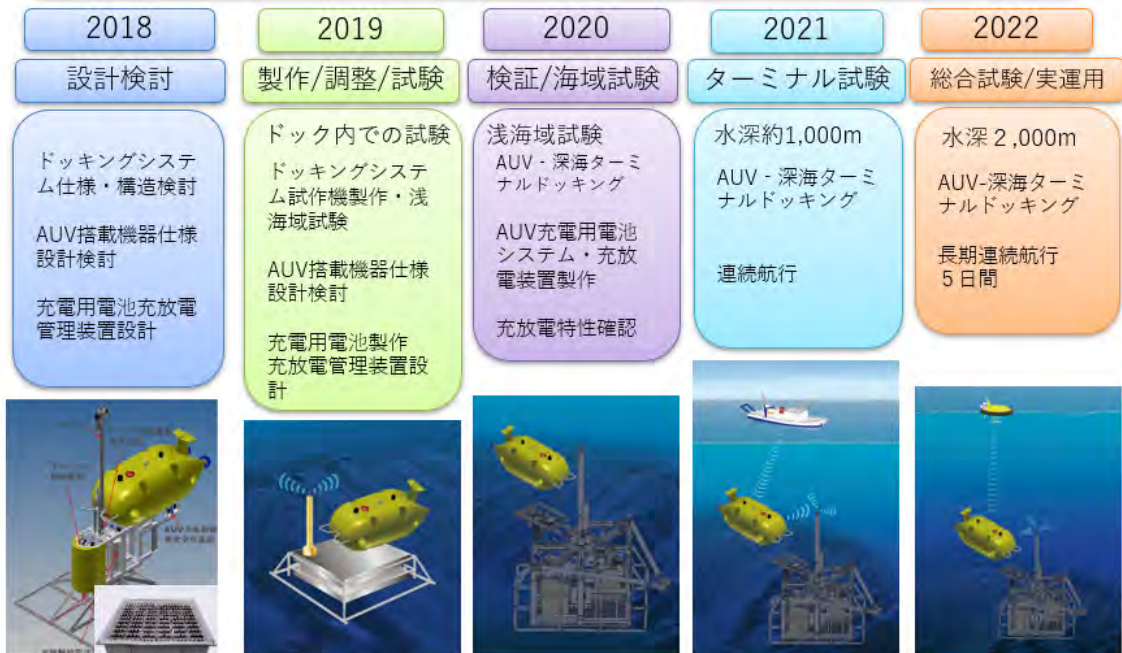 2018
設計検討
ドッキングシステ
ム仕様・構造検討
AUV搭載機器仕様
設計検討
充電用電池充放電
管理装置設計
2019
製作/調整/試験
ドック内での試験
ドッキングシステ
ム試作機製作・浅
海域試験
AUV搭載機器仕様
設計検討
充電用電池製作
充放電管理装置設
計
2020
検証/海域試験
浅海域試験
AUV‐深海ターミ
ナルドッキング
AUV充電用電池
システム・充放
電装置製作
充放電特性確認
2021
ターミナル試験
水深約1,000m
AUV‐深海ターミ
ナルドッキング
連続航行
2022
総合試験/実運用
水深２,000m
AUV-深海ターミ
ナルドッキング
長期連続航行
５日間